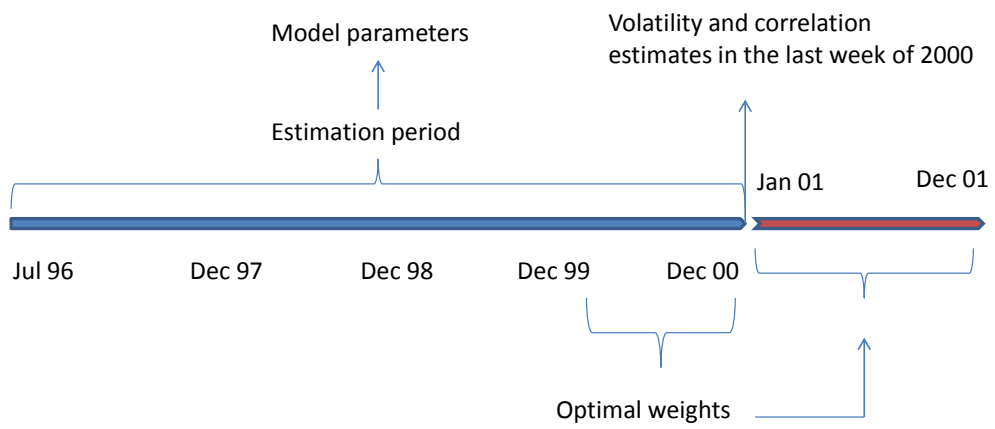 Model parameters
Volatility and correlation
estimates in the last week of 2000
Estimation period
Jan 01
Dec 01
Jul 96
Dec 97
Dec 98
Dec 99
Dec 00
Optimal weights